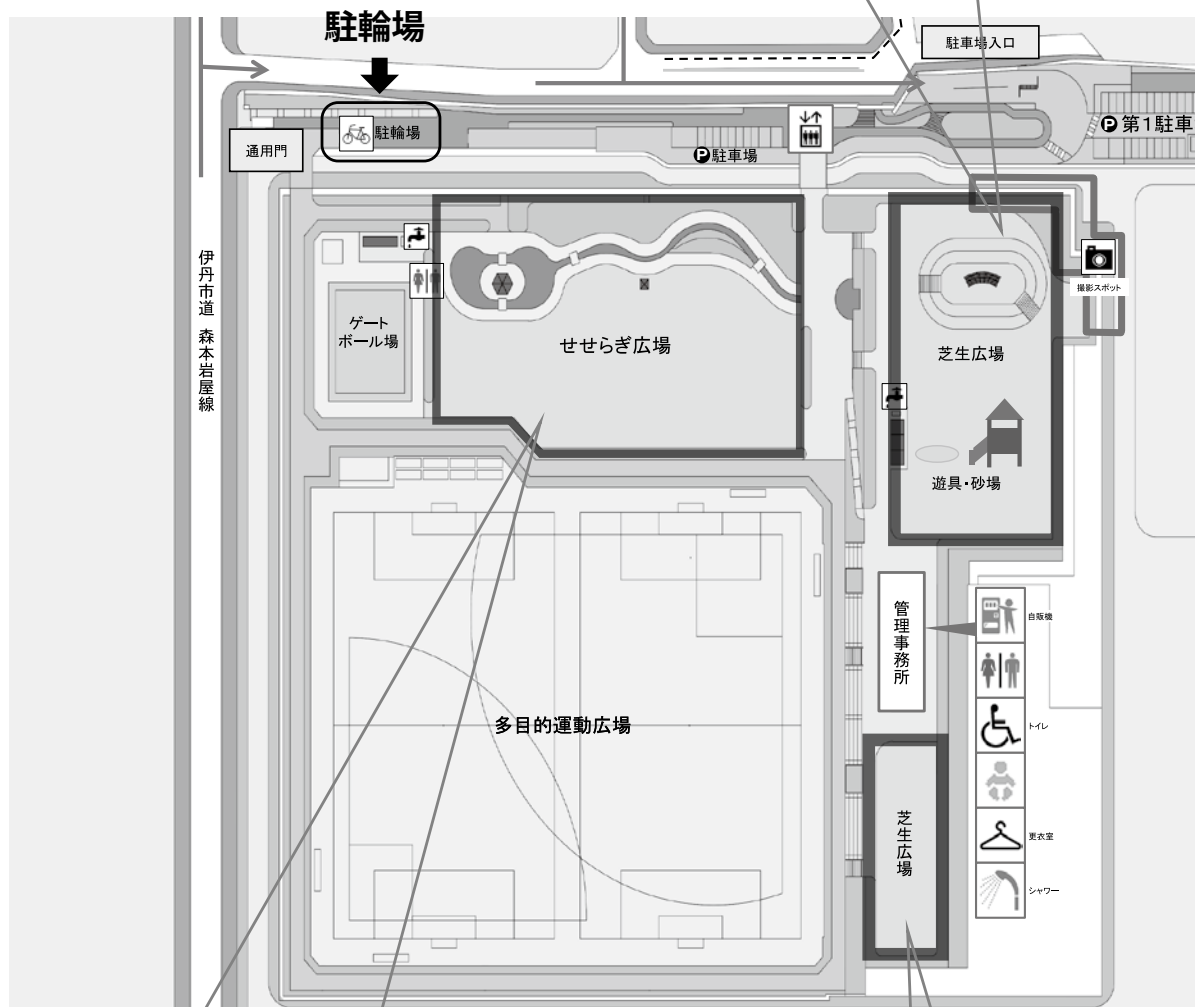 駐輪場
駐車場入口
駐輪場
通用門
P駐車場
P第1駐車
伊丹市道 森本岩屋線
ゲート
ボール場
せせらぎ広場
芝生広場
撮影スポット
遊具・砂場
管理事務所
自販機
トイレ
多目的運動広場
芝生広場
更衣室
シャワー